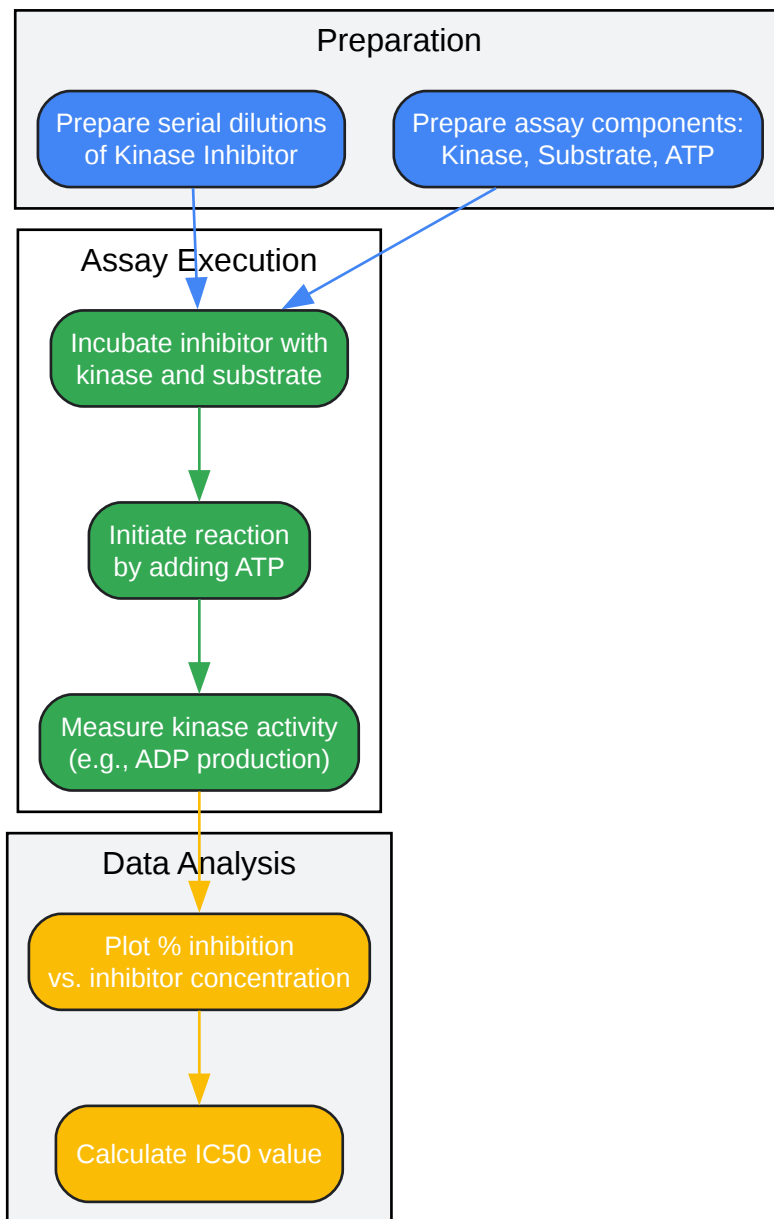 Preparation
Prepare serial dilutions
of Kinase Inhibitor
Prepare assay components:
Kinase, Substrate, ATP
Assay Execution
Incubate inhibitor with
kinase and substrate
Initiate reaction
by adding ATP
Measure kinase activity
(e.g., ADP production)
Data Analysis
Plot % inhibition
vs. inhibitor concentration
Calculate IC50 value